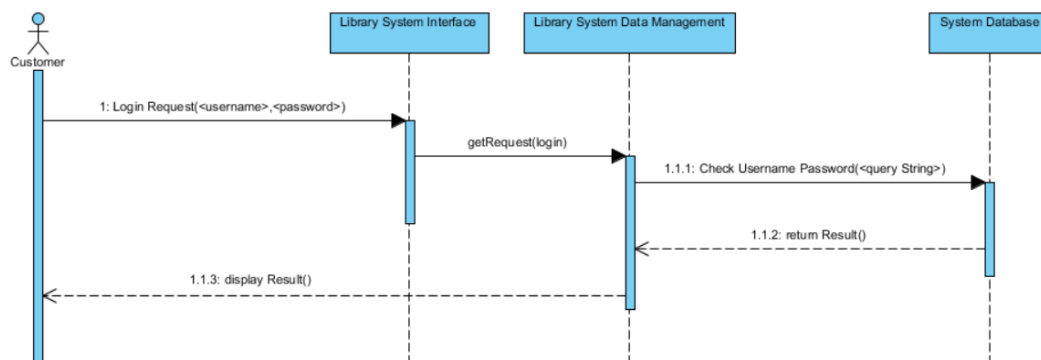 Library System Interface
Library System Data Management
System Database
Customer
1: Login Request(<username>,<password>)
getRequest(login)
1.1.1: Check Username Password(<query String>)
1.1.2: return Result()
1.1.3: display Result()